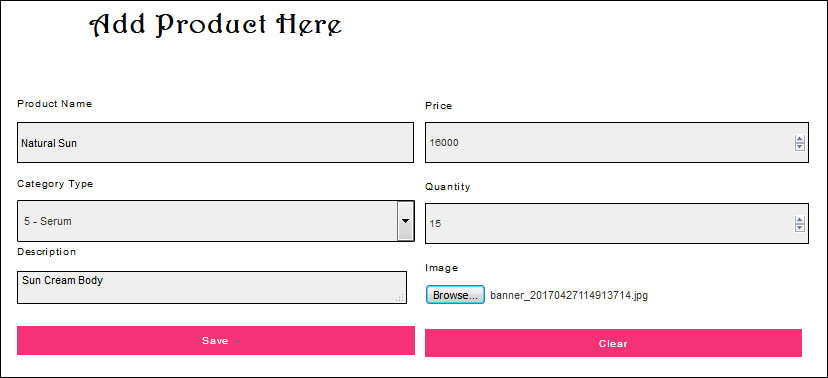 Add Product Here
Product Name
Price
Natural Sun
16000
Category Type
Quantity
5 - Serum
15
Description
Image
Sun Cream Body
Browse... banner_20170427114913714.jpg
Save
Clear